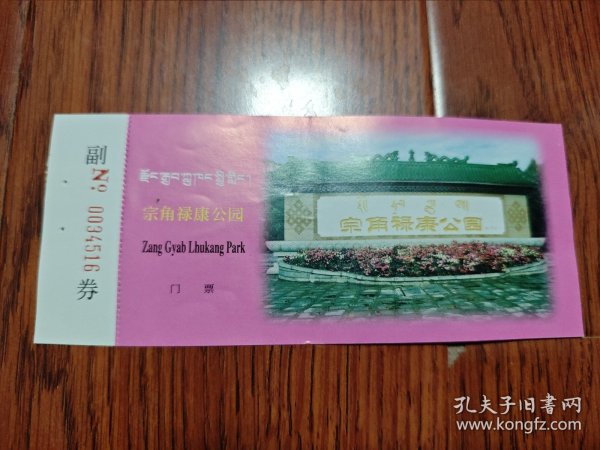 副
№ 0034516
券
宗角禄康公园
Zang Gyab Lhukang Park
门 票
宗角禄康公园
孔夫子旧书网
www.kongfz.com